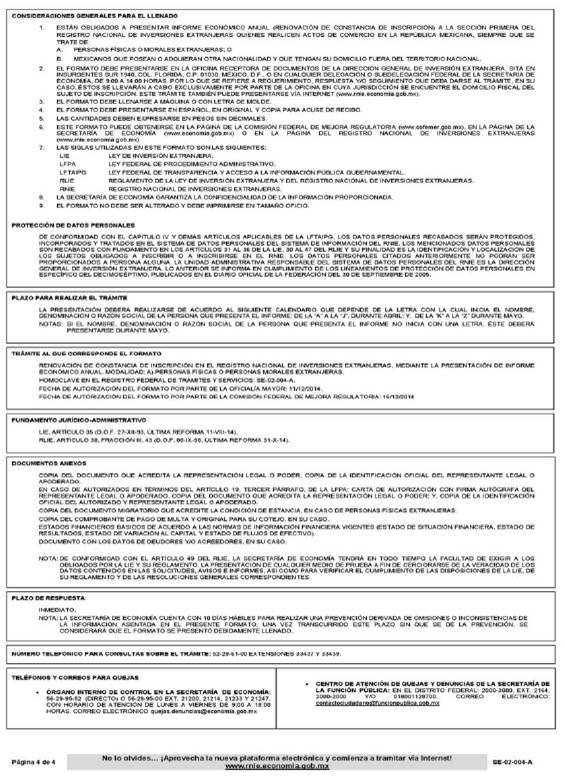 CONSIDERACIONES GENERALES PARA EL LLENADO
1. ESTÁN OBLIGADOS A PRESENTAR INFORME ECONÓMICO ANUAL (RENOVACIÓN DE CONSTANCIA DE INSCRIPCIÓN) A LA SECCIÓN PRIMERA DEL
REGISTRO NACIONAL DE INVERSIONES EXTRANJERAS QUIENES REALICEN ACTOS DE COMERCIO EN LA REPÚBLICA MEXICANA, SIEMPRE QUE SE
TRATE DE:
A. PERSONAS FÍSICAS O MORALES EXTRANJERAS; O
B. MEXICANOS QUE POSEAN O ADQUIERAN OTRA NACIONALIDAD Y QUE TENGAN SU DOMICILIO FUERA DEL TERRITORIO NACIONAL.
2. EL FORMATO DEBE PRESENTARSE EN LA OFICINA RECEPTORA DE DOCUMENTOS DE LA DIRECCIÓN GENERAL DE INVERSIÓN EXTRANJERA, SITA EN
INSURGENTES SUR 1940, COL. FLORIDA, C.P. 01030, MÉXICO, D.F., O EN CUALQUIER DELEGACIÓN O SUBDELEGACIÓN FEDERAL DE LA SECRETARÍA DE
ECONOMÍA, DE 9:00 A 14:00 HORAS; POR LO QUE SE REFIERE A REQUERIMIENTO, RESPUESTA Y/O SEGUIMIENTO QUE DEBA DARSE AL TRÁMITE, EN SU
CASO, ÉSTOS SE LLEVARÁN A CABO EXCLUSIVAMENTE POR PARTE DE LA OFICINA EN CUYA JURISDICCIÓN SE ENCUENTRE EL DOMICILIO FISCAL DEL
SUJETO DE INSCRIPCIÓN. ESTE TRÁMITE TAMBIÉN PUEDE PRESENTARSE VÍA INTERNET (www.economia.gob.mx).
3. EL FORMATO DEBE LLENARSE A MÁQUINA O CON LETRA DE MOLDE.
4. EL FORMATO DEBE PRESENTARSE EN ESPAÑOL, EN ORIGINAL Y COPIA PARA ACUSE DE RECIBO.
5. LAS CANTIDADES DEBEN EXPRESARSE EN PESOS SIN DECIMALES.
6. ESTE FORMATO PUEDE OBTENERSE EN LA PÁGINA DE LA COMISIÓN FEDERAL DE MEJORA REGULATORIA (www.cofemer.gob.mx), EN LA PÁGINA DE LA
SECRETARÍA DE ECONOMÍA (www.economia.gob.mx) O EN LA PÁGINA DEL REGISTRO NACIONAL DE INVERSIONES EXTRANJERAS
(www.rnie.economia.gob.mx).
7. LAS SIGLAS UTILIZADAS EN ESTE FORMATO SON LAS SIGUIENTES:
LIE LEY DE INVERSIÓN EXTRANJERA.
LFPA LEY FEDERAL DE PROCEDIMIENTO ADMINISTRATIVO.
LFTAIPG LEY FEDERAL DE TRANSPARENCIA Y ACCESO A LA INFORMACIÓN PÚBLICA GUBERNAMENTAL.
RLIE REGLAMENTO DE LA LEY DE INVERSIÓN EXTRANJERA Y DEL REGISTRO NACIONAL DE INVERSIONES EXTRANJERAS.
RNIE REGISTRO NACIONAL DE INVERSIONES EXTRANJERAS.
8. LA SECRETARÍA DE ECONOMÍA GARANTIZA LA CONFIDENCIALIDAD DE LA INFORMACIÓN PROPORCIONADA.
9. EL FORMATO NO DEBE SER ALTERADO Y DEBE IMPRIMIRSE EN TAMAÑO OFICIO.
PROTECCIÓN DE DATOS PERSONALES
DE CONFORMIDAD CON EL CAPITULO IV Y DEMAS ARTICULOS APLICABLES DE LA LFTAIPG, LOS DATOS PERSONALES RECABADOS SERÁN PROTEGIDOS,
INCORPORADOS Y TRATADOS EN EL SISTEMA DE DATOS PERSONALES DEL SISTEMA DE INFORMACIÓN DEL RNIE. LOS MENCIONADOS DATOS PERSONALES
SON RECABADOS CON FUNDAMENTO EN LOS ARTÍCULOS 31 AL 36 DE LA LIE, 30 AL 47 DEL RLIE Y SU FINALIDAD ES LA IDENTIFICACIÓN Y LOCALIZACIÓN DE
LOS SUJETOS OBLIGADOS A INSCRIBIR O A INSCRIBIRSE EN EL RNIE. LOS DATOS PERSONALES CITADOS ANTERIORMENTE NO PODRÁN SER
PROPORCIONADOS A PERSONA ALGUNA. LA UNIDAD ADMINISTRATIVA RESPONSABLE DEL SISTEMA DE DATOS PERSONALES DEL RNIE ES LA DIRECCIÓN
GENERAL DE INVERSIÓN EXTRANJERA. LO ANTERIOR SE INFORMA EN CUMPLIMIENTO DE LOS LINEAMIENTOS DE PROTECCIÓN DE DATOS PERSONALES EN
ESPECÍFICO DEL DECIMOSÉPTIMO, PUBLICADOS EN EL DIARIO OFICIAL DE LA FEDERACIÓN DEL 30 DE SEPTIEMBRE DE 2005.
PLAZO PARA REALIZAR EL TRÁMITE
LA PRESENTACIÓN DEBERÁ REALIZARSE DE ACUERDO AL SIGUIENTE CALENDARIO QUE DEPENDE DE LA LETRA CON LA CUAL INICIA EL NOMBRE,
DENOMINACIÓN O RAZÓN SOCIAL DE LA PERSONA QUE PRESENTA EL INFORME: DE LA "A" A LA "J" DURANTE ABRIL; Y, DE LA "K" A LA "Z" DURANTE MAYO.
NOTAS: SI EL NOMBRE, DENOMINACIÓN O RAZÓN SOCIAL DE LA PERSONA QUE PRESENTA EL INFORME NO INICIA CON UNA LETRA, ÉSTE DEBERÁ
PRESENTARSE DURANTE MAYO.
TRÁMITE AL QUE CORRESPONDE EL FORMATO
RENOVACIÓN DE CONSTANCIA DE INSCRIPCIÓN EN EL REGISTRO NACIONAL DE INVERSIONES EXTRANJERAS, MEDIANTE LA PRESENTACIÓN DE INFORME
ECONÓMICO ANUAL. MODALIDAD: A) PERSONAS FÍSICAS O PERSONAS MORALES EXTRANJERAS.
HOMOCLAVE EN EL REGISTRO FEDERAL DE TRÁMITES Y SERVICIOS: SE-02-004-A.
FECHA DE AUTORIZACIÓN DEL FORMATO POR PARTE DE LA OFICIALÍA MAYOR: 11/12/2014.
FECHA DE AUTORIZACIÓN DEL FORMATO POR PARTE DE LA COMISIÓN FEDERAL DE MEJORA REGULATORIA: 15/12/2014
FUNDAMENTO JURÍDICO-ADMINISTRATIVO
LIE, ARTÍCULO 35 (D.O.F. 27-XII-93, ÚLTIMA REFORMA 11-VIII-14).
RLIE, ARTÍCULO 38, FRACCIÓN III, 43 (D.O.F. 08-IX-98, ÚLTIMA REFORMA 31-X-14).
DOCUMENTOS ANEXOS
COPIA DEL DOCUMENTO QUE ACREDITA LA REPRESENTACIÓN LEGAL O PODER, COPIA DE LA IDENTIFICACIÓN OFICIAL DEL REPRESENTANTE LEGAL O
APODERADO.
EN CASO DE AUTORIZADOS EN TÉRMINOS DEL ARTÍCULO 19, TERCER PÁRRAFO, DE LA LFPA: CARTA DE AUTORIZACIÓN CON FIRMA AUTÓGRAFA DEL
REPRESENTANTE LEGAL O APODERADO, COPIA DEL DOCUMENTO QUE ACREDITA LA REPRESENTACIÓN LEGAL O PODER; Y, COPIA DE LA IDENTIFICACIÓN
OFICIAL DEL AUTORIZADO Y REPRESENTANTE LEGAL O APODERADO.
COPIA DEL DOCUMENTO MIGRATORIO QUE ACREDITE LA CONDICIÓN DE ESTANCIA, EN CASO DE PERSONAS FÍSICAS EXTRANJERAS.
COPIA DEL COMPROBANTE DE PAGO DE MULTA Y ORIGINAL PARA SU COTEJO, EN SU CASO.
ESTADOS FINANCIEROS BÁSICOS DE ACUERDO A LAS NORMAS DE INFORMACIÓN FINANCIERA VIGENTES (ESTADO DE SITUACIÓN FINANCIERA, ESTADO DE
RESULTADOS, ESTADO DE VARIACIÓN AL CAPITAL Y ESTADO DE FLUJOS DE EFECTIVO).
DOCUMENTO CON LOS DATOS DE DEUDORES Y/O ACREEDORES, EN SU CASO.
NOTA: DE CONFORMIDAD CON EL ARTÍCULO 49 DEL RLIE, LA SECRETARÍA DE ECONOMÍA TENDRÁ EN TODO TIEMPO LA FACULTAD DE EXIGIR A LOS
OBLIGADOS POR LA LIE Y SU REGLAMENTO, LA PRESENTACIÓN DE CUALQUIER MEDIO DE PRUEBA A FIN DE CERCIORARSE DE LA VERACIDAD DE LOS
DATOS CONTENIDOS EN LAS SOLICITUDES, AVISOS E INFORMES, ASÍ COMO PARA VERIFICAR EL CUMPLIMIENTO DE LAS DISPOSICIONES DE LA LIE, DE
SU REGLAMENTO Y DE LAS RESOLUCIONES GENERALES CORRESPONDIENTES.
PLAZO DE RESPUESTA
INMEDIATO.
NOTA: LA SECRETARÍA DE ECONOMÍA CUENTA CON 10 DÍAS HÁBILES PARA REALIZAR UNA PREVENCIÓN DERIVADA DE OMISIONES O INCONSISTENCIAS DE
LA INFORMACIÓN ASENTADA EN EL PRESENTE FORMATO. UNA VEZ TRANSCURRIDO ESTE PLAZO SIN QUE SE DÉ LA PREVENCIÓN, SE
CONSIDERARÁ QUE EL FORMATO SE PRESENTÓ DEBIDAMENTE LLENADO.
NÚMERO TELEFÓNICO PARA CONSULTAS SOBRE EL TRÁMITE: 52-29-61-00 EXTENSIONES 33437 Y 33439.
TELÉFONOS Y CORREOS PARA QUEJAS
• ÓRGANO INTERNO DE CONTROL EN LA SECRETARÍA DE ECONOMÍA:
56-29-95-52 (DIRECTO) O 56-29-95-00 EXT. 21200, 21214, 21233 Y 21247,
CON HORARIO DE ATENCIÓN DE LUNES A VIERNES DE 9:00 A 18:00
HORAS. CORREO ELECTRÓNICO quejas.denuncias@economia.gob.mx
• CENTRO DE ATENCIÓN DE QUEJAS Y DENUNCIAS DE LA SECRETARÍA DE
LA FUNCIÓN PÚBLICA: EN EL DISTRITO FEDERAL: 2000-3000, EXT. 2164,
2000-2000 Y/O 018001128700. CORREO ELECTRÓNICO:
contactociudadano@funcionpublica.gob.mx
Página 4 de 4
No lo olvides... ¡Aprovecha la nueva plataforma electrónica y comienza a tramitar vía Internet!
www.rnie.economia.gob.mx
SE-02-004-A